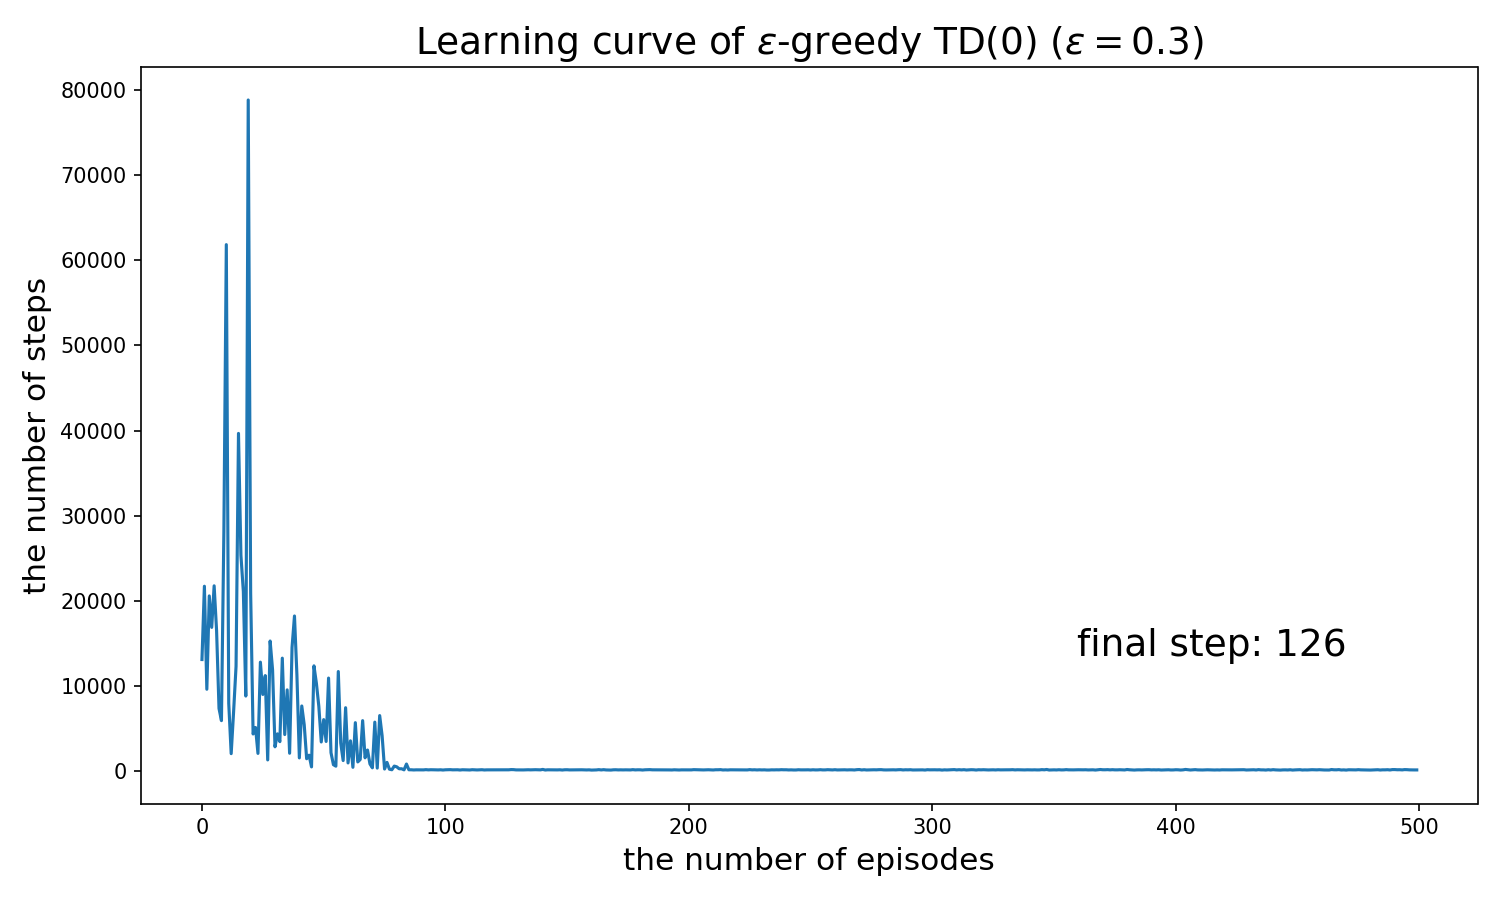 Learning curve of ε-greedy TD(0) (ε = 0.3)
80000
70000
60000
50000
40000
30000
20000
10000
0
the number of steps
final step: 126
0 100 200 300 400 500
the number of episodes